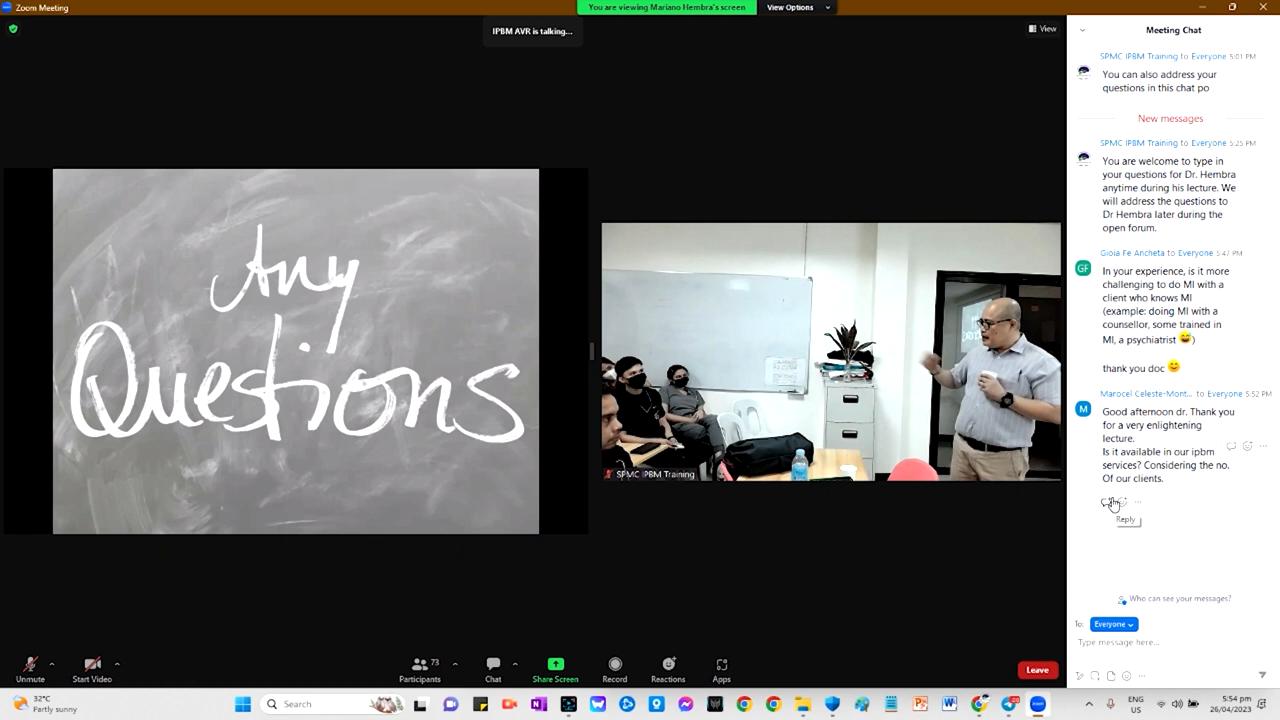 Zoom Meeting
You are viewing Mariano Hembra's screen
View Options
IPBM AVR is talking...
View
Any
Questions
SPMC IPBM Training
Meeting Chat
SPMC IPBM Training to Everyone 5:01 PM
You can also address your
questions in this chat po
New messages
SPMC IPBM Training to Everyone 5:25 PM
You are welcome to type in
your questions for Dr. Hembra
anytime during his lecture. We
will address the questions to
Dr Hembra later during the
open forum.
Gioia Fe Ancheta to Everyone 5:47 PM
GF
In your experience, is it more
challenging to do MI with a
client who knows MI
(example: doing MI with a
counsellor, some trained in
MI, a psychiatrist 😅)
thank you doc 😊
Marocel Celeste-Mont... to Everyone 5:52 PM
M
Good afternoon dr. Thank you
for a very enlightening
lecture.
Is it available in our ipbm
services? Considering the no.
Of our clients.
Reply
Who can see your messages?
To: Everyone
Type message here...
Unmute
Start Video
73
Participants
Chat
Share Screen
Record
Reactions
Apps
Leave
32°C
Partly sunny
Search
ENG
US
5:54 pm
26/04/2023